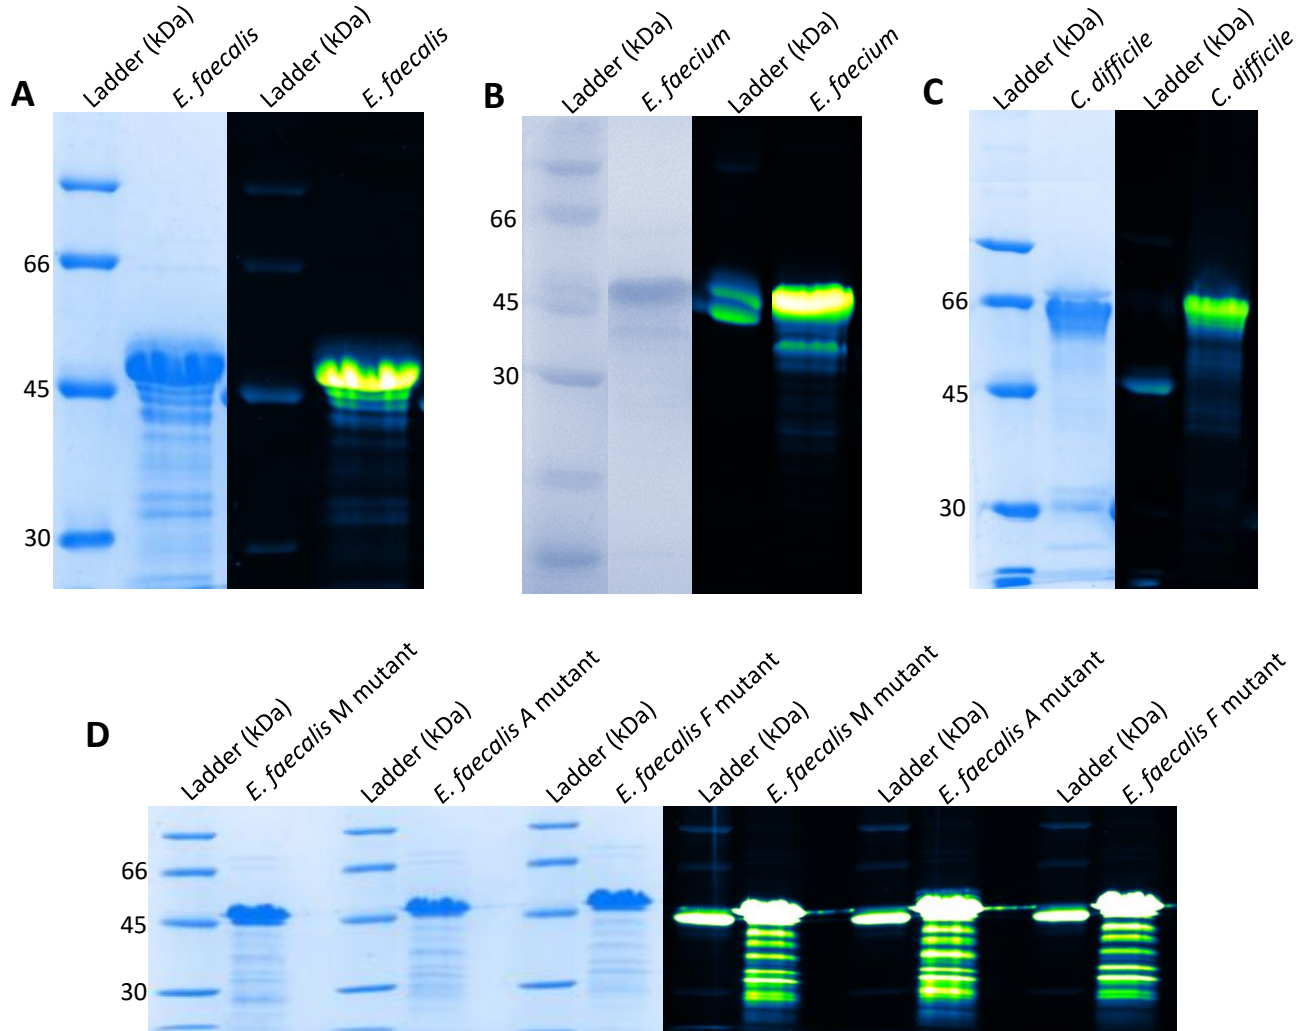 A
Ladder (kDa)
E. faecalis
Ladder (kDa)
E. faecalis
66
45
30
B
Ladder (kDa)
E. faecium
Ladder (kDa)
E. faecium
66
45
30
C
Ladder (kDa)
C. difficile
Ladder (kDa)
C. difficile
66
45
30
D
Ladder (kDa)
E. faecalis M mutant
Ladder (kDa)
E. faecalis A mutant
Ladder (kDa)
E. faecalis F mutant
Ladder (kDa)
E. faecalis M mutant
Ladder (kDa)
E. faecalis A mutant
Ladder (kDa)
E. faecalis F mutant
66
45
30